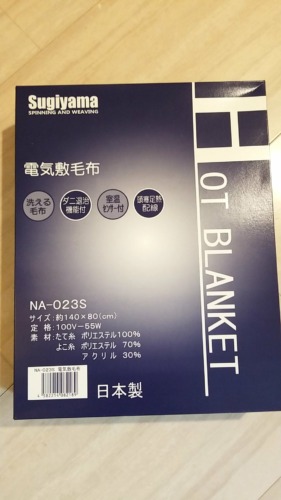 Sugiyama
SPINNING AND WEAVING
HOT BLANKET
電気敷毛布
洗える
毛布
ダニ退治
機能付
室温
センサー付
頭寒足熱
配線
NA-023S
サイズ：約140×80(cm)
定格：100V-55W
素材：たて糸 ポリエステル100%
よこ糸 ポリエステル 70%
アクリル 30%
NA-023S 電気敷毛布
日本製